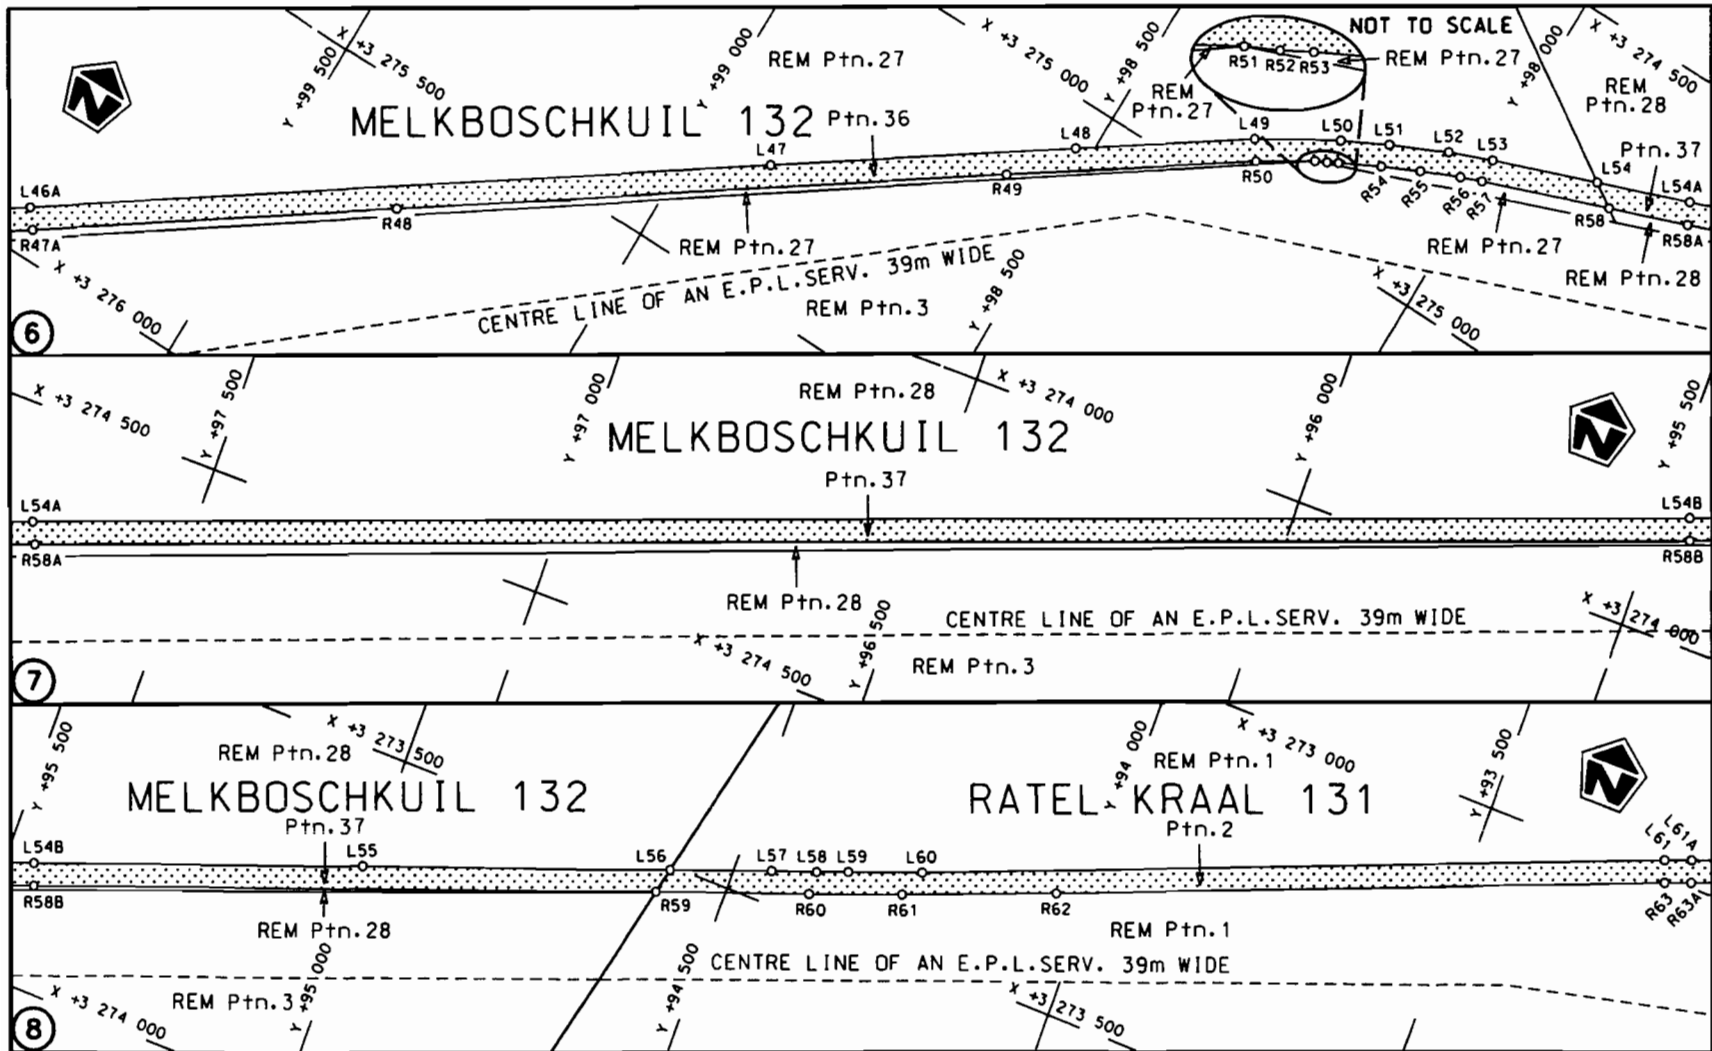 NOT TO SCALE
Y +99 500
X +3 275 500
Y +99 000
REM Ptn.27
X +3 275 000
Y +98 500
R51 R52 R53
REM Ptn.27
REM
Ptn.27
Y +98 000
X +3 274 500
REM
Ptn.28
MELKBOSCHKUIL 132
Ptn.36
Ptn.37
L46A
L47
L48
L49
L50
L51
L52
L53
L54
L54A
R47A
R48
R49
R50
R54
R55
R56
R57
R58
R58A
REM Ptn.27
REM Ptn.27
REM Ptn.28
X +3 276 000
CENTRE LINE OF AN E.P.L.SERV. 39m WIDE
Y +98 500
REM Ptn.3
X +3 275 000
6
X +3 274 500
Y +97 500
Y +97 000
REM Ptn.28
X +3 274 000
Y +96 000
Y +95 500
MELKBOSCHKUIL 132
Ptn.37
L54A
L54B
R58A
R58B
REM Ptn.28
Y +96 500
CENTRE LINE OF AN E.P.L.SERV. 39m WIDE
X +3 274 000
X +3 274 500
REM Ptn.3
7
Y +95 500
REM Ptn.28
X +3 273 500
Y +94 000
REM Ptn.1
X +3 273 000
Y +93 500
MELKBOSCHKUIL 132
RATEL KRAAL 131
Ptn.37
Ptn.2
L54B
L55
L56
L57
L58
L59
L60
L61
L61A
R58B
R59
R60
R61
R62
R63
R63A
REM Ptn.28
REM Ptn.1
Y +95 000
Y +94 500
CENTRE LINE OF AN E.P.L.SERV. 39m WIDE
X +3 274 000
REM Ptn.3
X +3 273 500
8